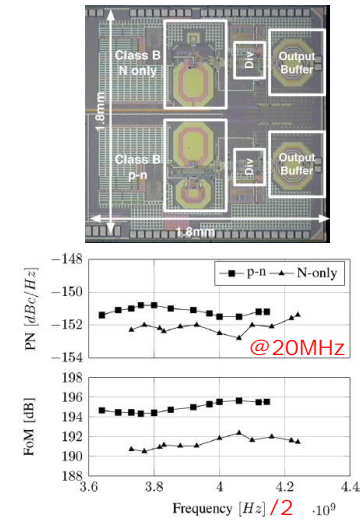 Class B
N only
Div
Output
Buffer
1.8mm
Class B
p-n
Div
Output
Buffer
1.8mm
−148
−150
−152
−154
PN [dBc/Hz]
p-n
N-only
@20MHz
198
196
194
192
190
188
FoM [dB]
3.6
3.8
4
4.2
4.4
Frequency [Hz]/2
·10⁹